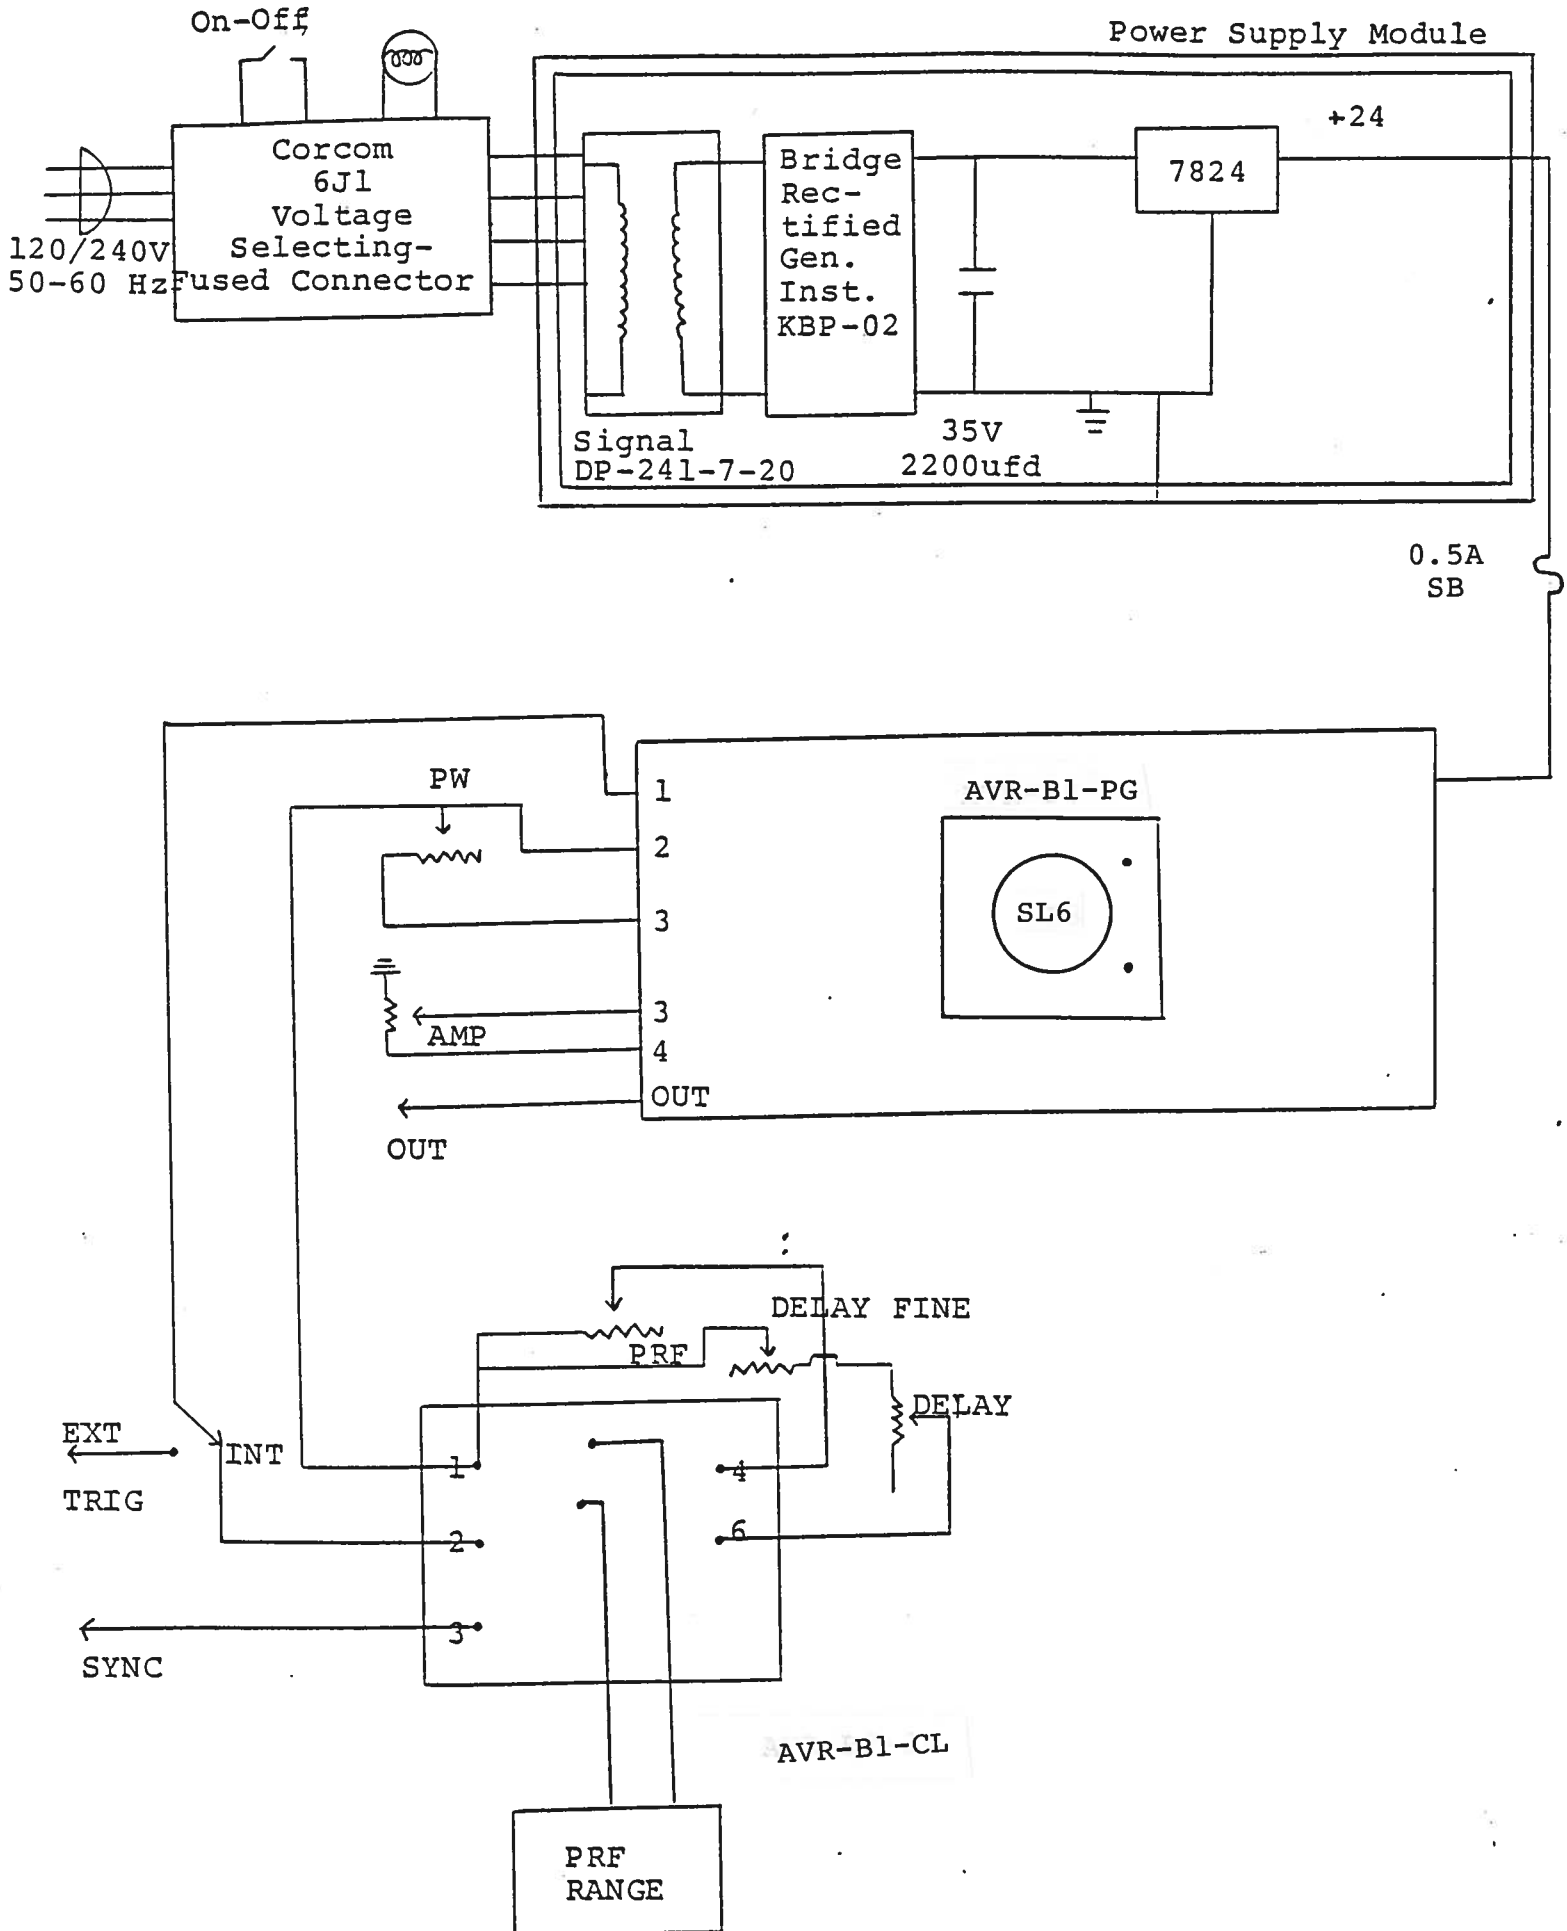 On-Off
Power Supply Module
+24
Corcom
6J1
Voltage
Selecting-
Fused Connector
120/240V
50-60 Hz
Bridge
Rec-
tified
Gen.
Inst.
KBP-02
7824
Signal
DP-241-7-20
35V
2200ufd
0.5A
SB
PW
1
2
3
3
4
OUT
AVR-B1-PG
SL6
AMP
OUT
DELAY FINE
PRF
DELAY
EXT
TRIG
INT
1
2
3
4
6
SYNC
AVR-B1-CL
PRF
RANGE